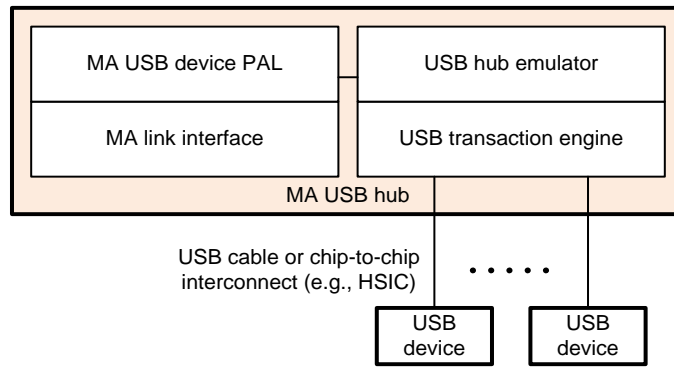 MA USB device PAL
USB hub emulator
MA link interface
USB transaction engine
MA USB hub
USB cable or chip-to-chip
interconnect (e.g., HSIC)
USB
device
USB
device